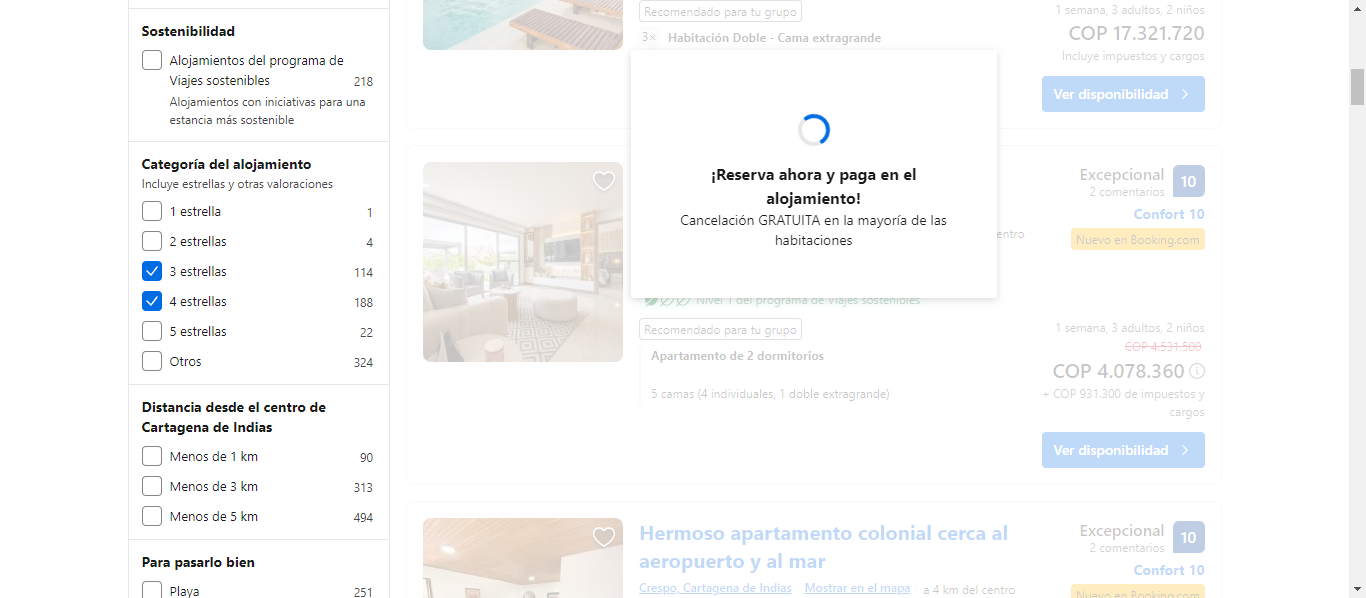 Sostenibilidad
Alojamientos del programa de
Viajes sostenibles 218
Alojamientos con iniciativas para una
estancia más sostenible
Categoría del alojamiento
Incluye estrellas y otras valoraciones
1 estrella 1
2 estrellas 4
3 estrellas 114
4 estrellas 188
5 estrellas 22
Otros 324
Distancia desde el centro de
Cartagena de Indias
Menos de 1 km 90
Menos de 3 km 313
Menos de 5 km 494
Para pasarlo bien
Playa 251
Recomendado para tu grupo
3× Habitación Doble - Cama extragrande
1 semana, 3 adultos, 2 niños
COP 17.321.720
Incluye impuestos y cargos
Ver disponibilidad
¡Reserva ahora y paga en el
alojamiento!
Cancelación GRATUITA en la mayoría de las
habitaciones
Excepcional 10
2 comentarios
Confort 10
entro
Nuevo en Booking.com
Nivel 1 del programa de Viajes sostenibles
Recomendado para tu grupo
Apartamento de 2 dormitorios
5 camas (4 individuales, 1 doble extragrande)
1 semana, 3 adultos, 2 niños
COP 4.531.500
COP 4.078.360
+ COP 931.300 de impuestos y
cargos
Ver disponibilidad
Hermoso apartamento colonial cerca al
aeropuerto y al mar
Crespo, Cartagena de Indias Mostrar en el mapa a 4 km del centro
Excepcional 10
2 comentarios
Confort 10
Nuevo en Booking.com